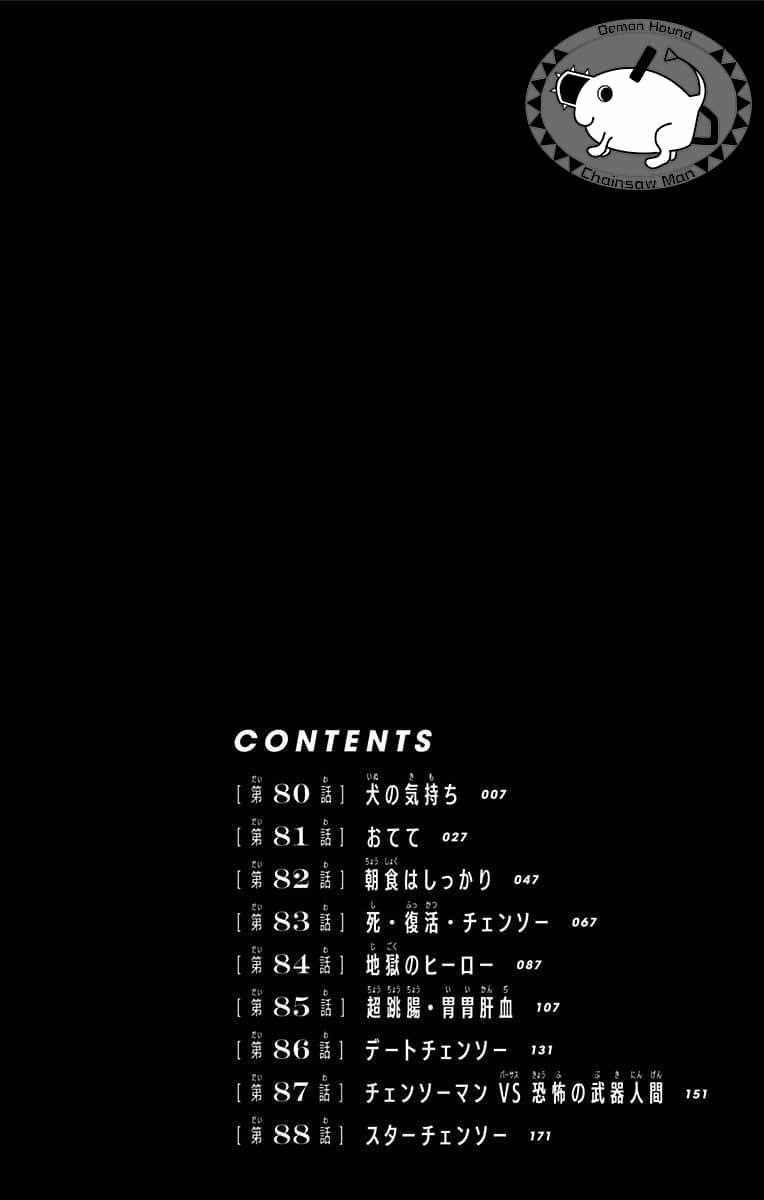 Demon Hound
Chainsaw Man
CONTENTS
[第80話] 犬の気持ち 007
[第81話] おてて 027
[第82話] 朝食はしっかり 047
[第83話] 死・復活・チェンソー 067
[第84話] 地獄のヒーロー 087
[第85話] 超跳腸・胃胃肝血 107
[第86話] デートチェンソー 131
[第87話] チェンソーマン VS 恐怖の武器人間 151
[第88話] スターチェンソー 171